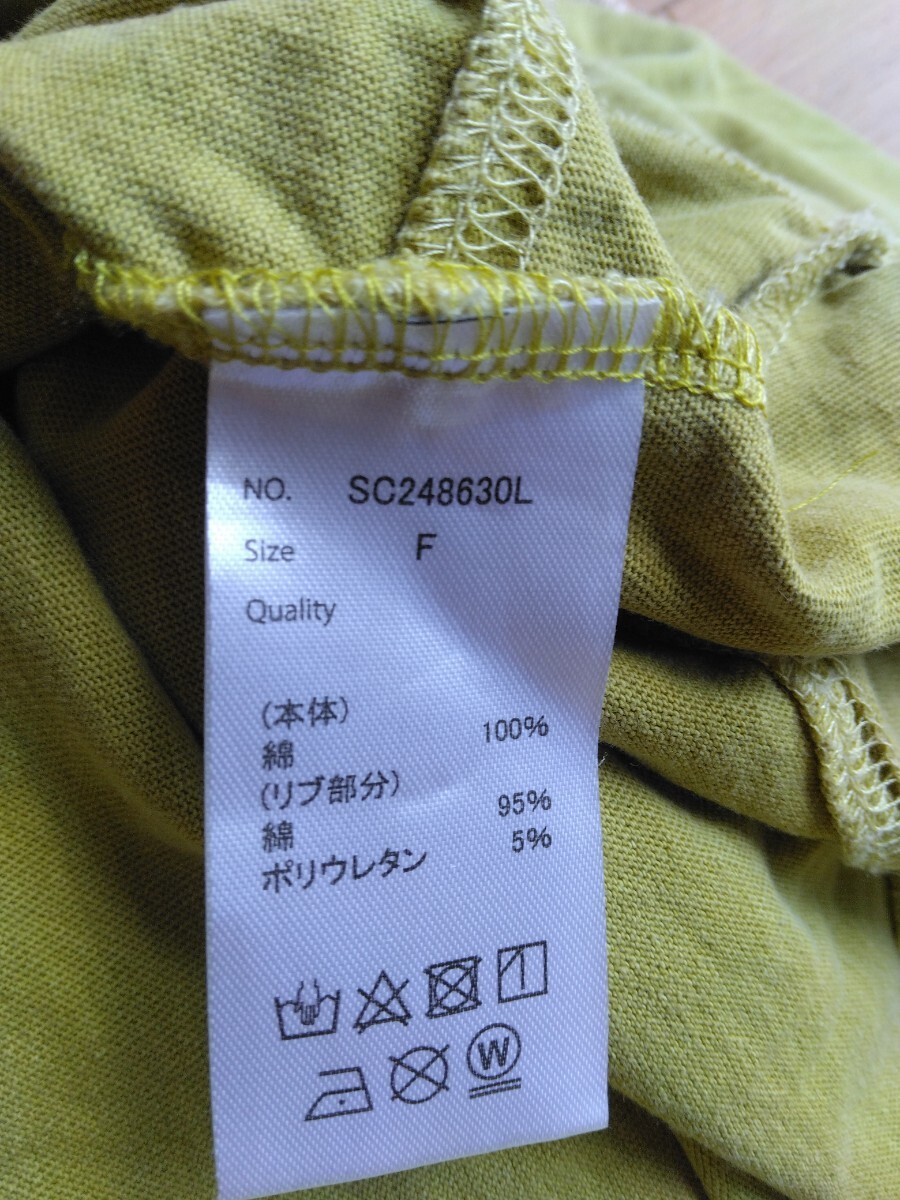 NO. SC248630L
Size F
Quality
(本体)
綿 100%
(リブ部分)
綿 95%
ポリウレタン 5%
W